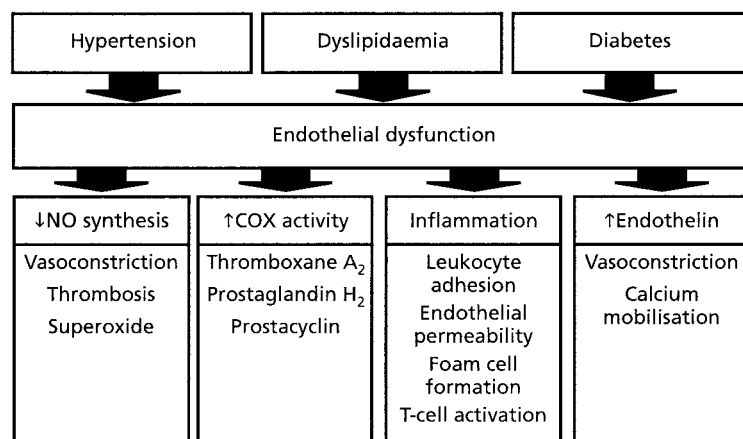 Hypertension
Dyslipidaemia
Diabetes
Endothelial dysfunction
↓NO synthesis
Vasoconstriction
Thrombosis
Superoxide
↑COX activity
Thromboxane A₂
Prostaglandin H₂
Prostacyclin
Inflammation
Leukocyte
adhesion
Endothelial
permeability
Foam cell
formation
T-cell activation
↑Endothelin
Vasoconstriction
Calcium
mobilisation